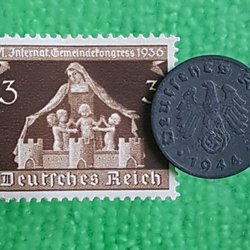 VI. Internat. Gemeindekongress 1936
3 3
Deutsches Reich
Deutsches
1944